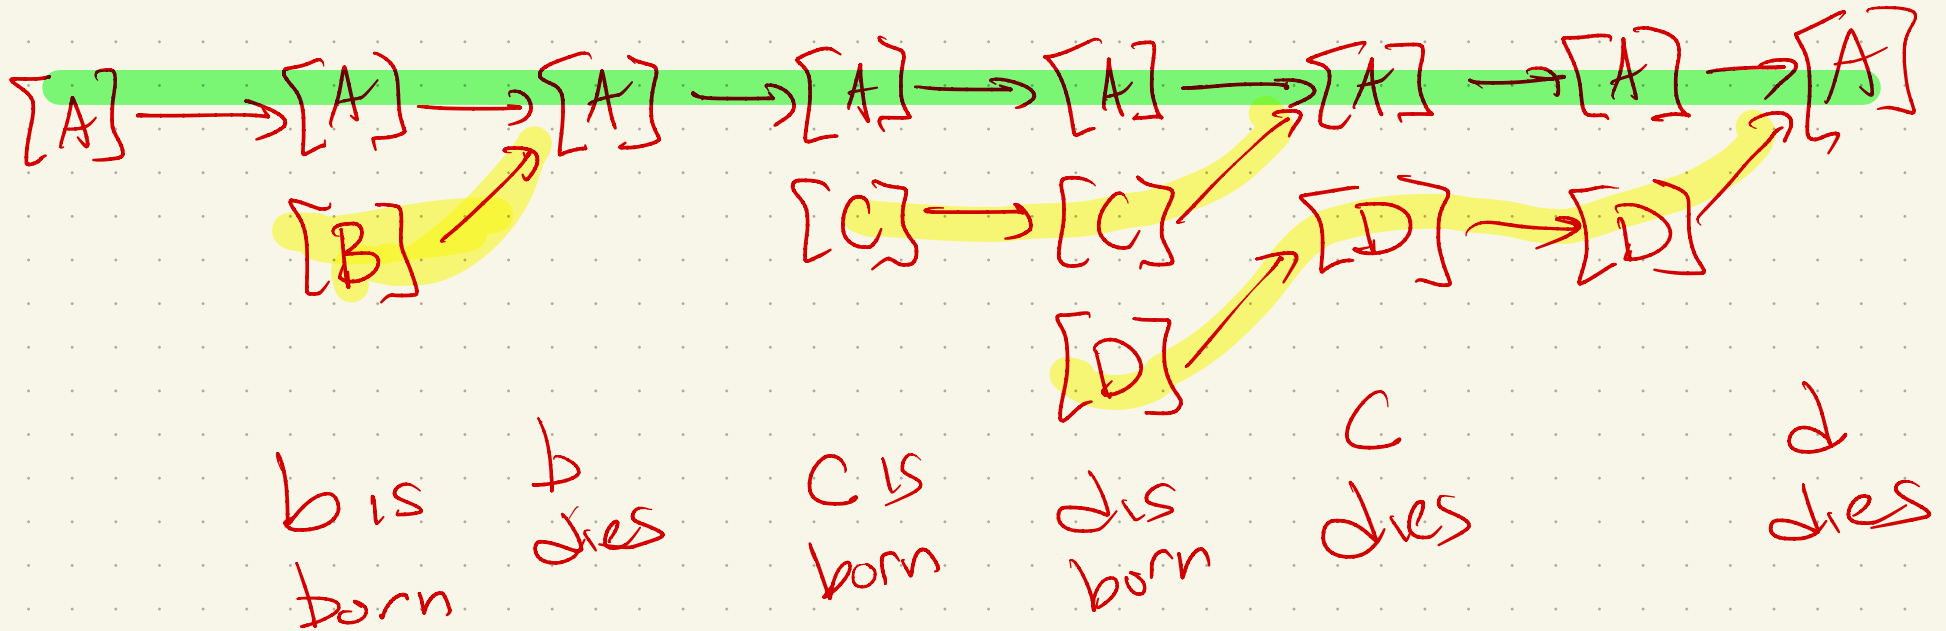 [A] → [A] → [A] → [A] → [A] → [A] → [A] → [A]
[B] [C] → [C] [D] → [D]
[D]
b is born
b dies
C is born
d is born
C dies
d dies